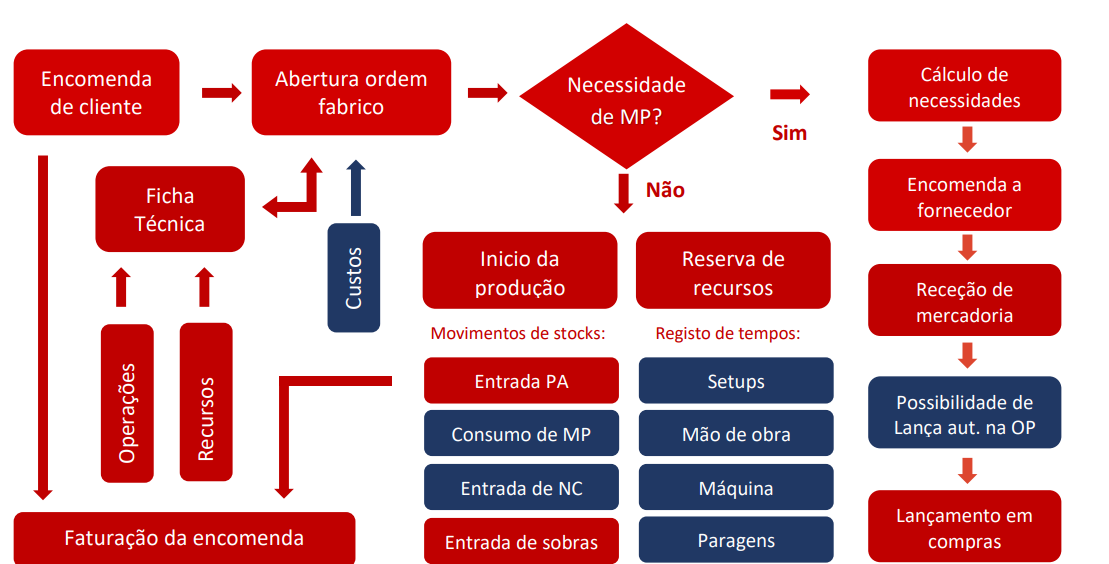 Encomenda
de cliente
Abertura ordem
fabrico
Necessidade
de MP?
Sim
Não
Cálculo de
necessidades
Encomenda a
fornecedor
Receção de
mercadoria
Possibilidade de
Lança aut. na OP
Lançamento em
compras
Ficha
Técnica
Custos
Operações
Recursos
Inicio da
produção
Reserva de
recursos
Movimentos de stocks:
Registo de tempos:
Entrada PA
Setups
Consumo de MP
Mão de obra
Entrada de NC
Máquina
Entrada de sobras
Paragens
Faturação da encomenda